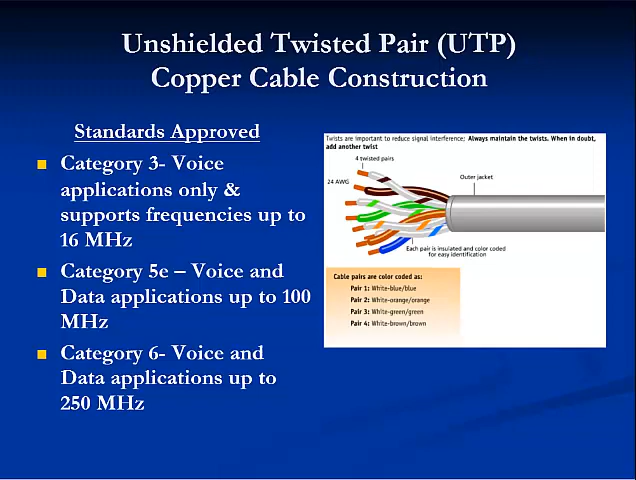 Unshielded Twisted Pair (UTP)
Copper Cable Construction
Standards Approved
Category 3- Voice
applications only &
supports frequencies up to
16 MHz
Category 5e – Voice and
Data applications up to 100
MHz
Category 6- Voice and
Data applications up to
250 MHz
Twists are important to reduce signal interference; Always maintain the twists. When in doubt,
add another twist
4 twisted pairs
24 AWG
Outer jacket
Each pair is insulated and color coded
for easy identification
Cable pairs are color coded as:
Pair 1: White-blue/blue
Pair 2: White-orange/orange
Pair 3: White-green/green
Pair 4: White-brown/brown